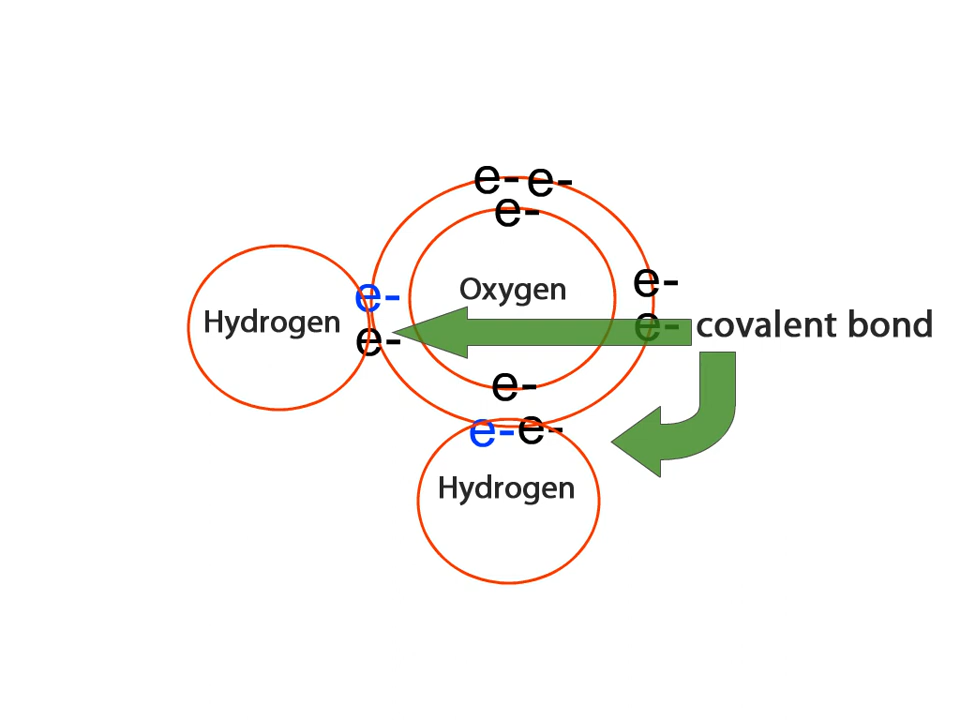 e- e-
e-
Oxygen
e-
e-
Hydrogen
e-
e-
covalent bond
e-
e- e-
Hydrogen